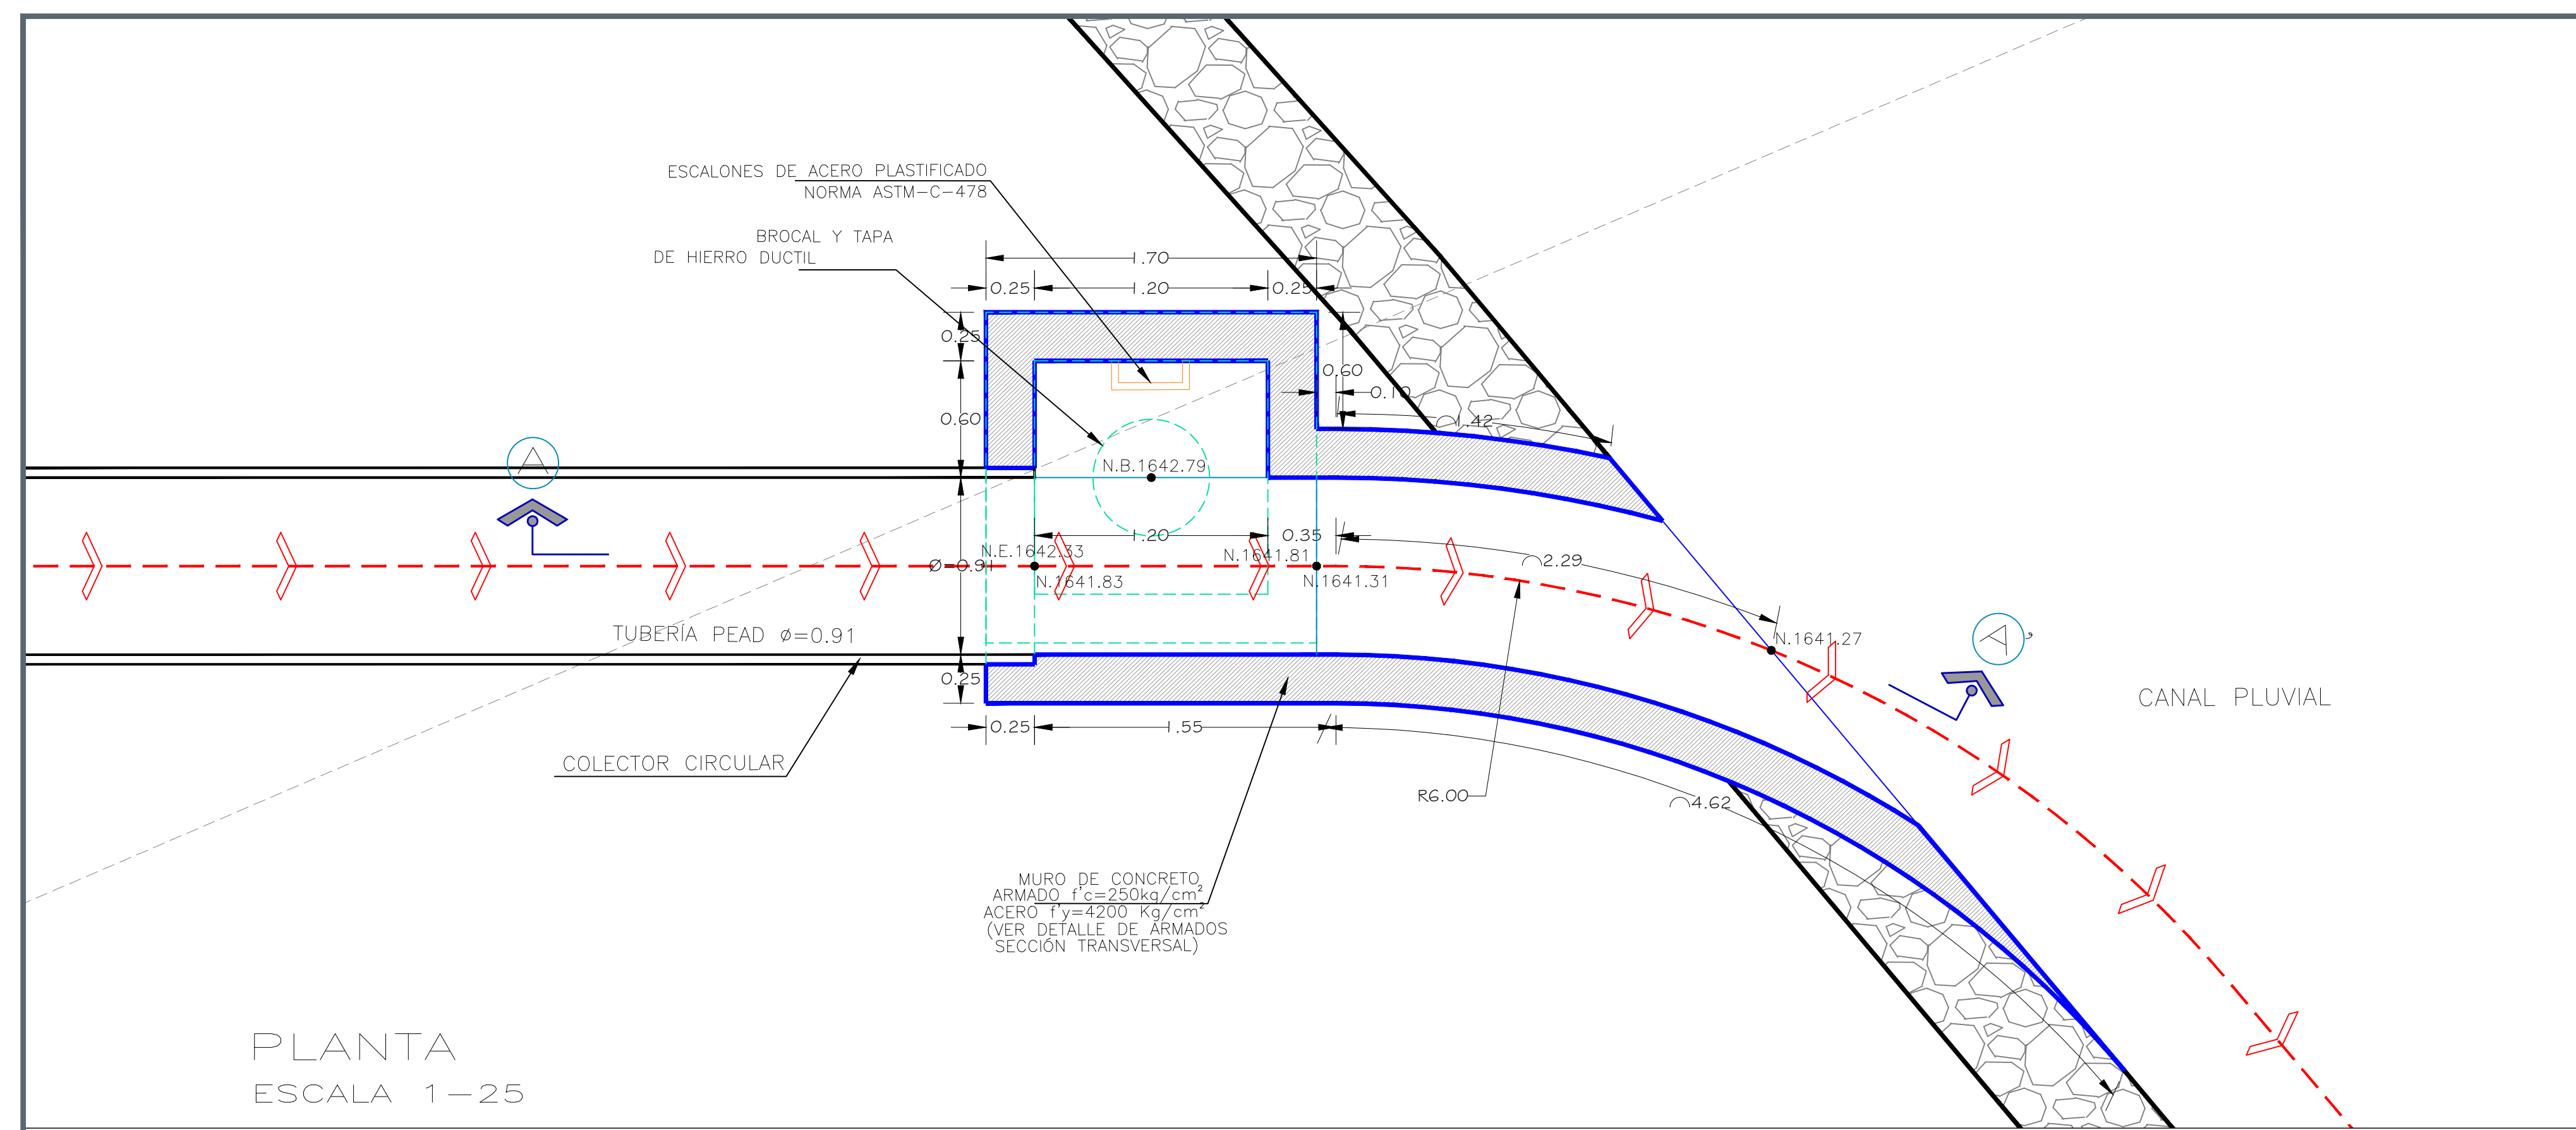 ESCALONES DE ACERO PLASTIFICADO
NORMA ASTM-C-478
BROCAL Y TAPA
DE HIERRO DUCTIL
1.70
0.25
1.20
0.25
0.25
0.60
0.60
0.10
1.42
A
N.B.1642.79
1.20
0.35
N.E.1642.33
N.1641.81
Ø=0.91
N.1641.83
N.1641.31
2.29
TUBERÍA PEAD Ø=0.91
N.1641.27
A'
0.25
CANAL PLUVIAL
0.25
1.55
COLECTOR CIRCULAR
R6.00
4.62
MURO DE CONCRETO
ARMADO f'c=250kg/cm²
ACERO f'y=4200 Kg/cm²
(VER DETALLE DE ARMADOS
SECCIÓN TRANSVERSAL)
PLANTA
ESCALA 1-25